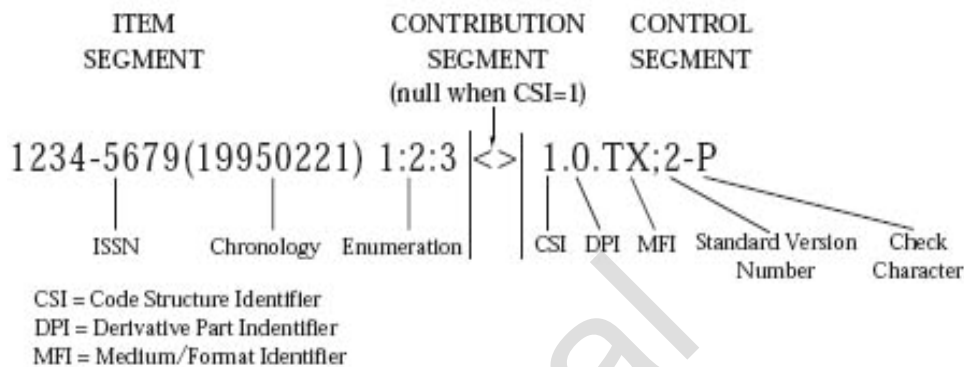 ITEM SEGMENT
CONTRIBUTION SEGMENT (null when CSI=1)
CONTROL SEGMENT
1234-5679(19950221) 1:2:3 <> 1.0.TX;2-P
ISSN Chronology Enumeration CSI DPI MFI Standard Version Number Check Character
CSI = Code Structure Identifier
DPI = Derivative Part Indentifier
MFI = Medium/Format Identifier